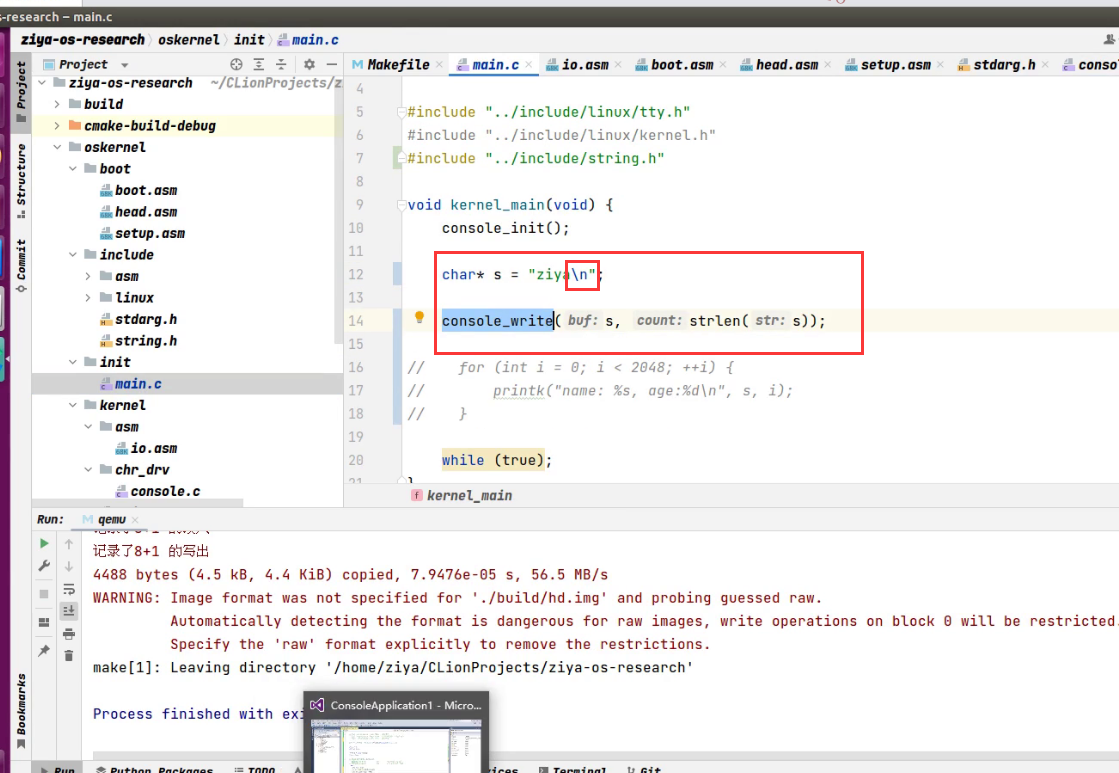 -research – main.c
ziya-os-research oskernel init main.c
Project
Makefile main.c io.asm boot.asm head.asm setup.asm stdarg.h conso
Project
Structure
Commit
Bookmarks
ziya-os-research ~/CLionProjects/z
build
cmake-build-debug
oskernel
boot
boot.asm
head.asm
setup.asm
include
asm
linux
stdarg.h
string.h
init
main.c
kernel
asm
io.asm
chr_drv
console.c
4
5 #include "../include/linux/tty.h"
6 #include "../include/linux/kernel.h"
7 #include "../include/string.h"
8
9 void kernel_main(void) {
10 console_init();
11
12 char* s = "ziya\n";
13
14 console_write( buf: s, count: strlen( str: s));
15
16 // for (int i = 0; i < 2048; ++i) {
17 // printk("name: %s, age:%d\n", s, i);
18 // }
19
20 while (true);
21 }
f kernel_main
Run: qemu
记录了8+1 的写出
4488 bytes (4.5 kB, 4.4 KiB) copied, 7.9476e-05 s, 56.5 MB/s
WARNING: Image format was not specified for './build/hd.img' and probing guessed raw.
Automatically detecting the format is dangerous for raw images, write operations on block 0 will be restricted.
Specify the 'raw' format explicitly to remove the restrictions.
make[1]: Leaving directory '/home/ziya/CLionProjects/ziya-os-research'
Process finished with exi
ConsoleApplication1 - Micro...
Run Python Packages TODO vices Terminal Git